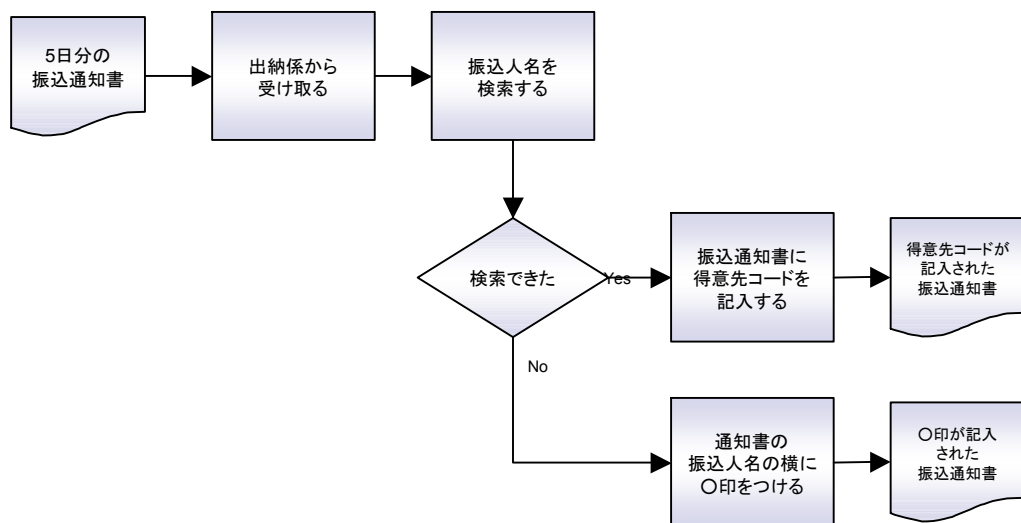 5日分の
振込通知書
出納係から
受け取る
振込人名を
検索する
検索できた
Yes
振込通知書に
得意先コードを
記入する
得意先コードが
記入された
振込通知書
No
通知書の
振込人名の横に
〇印をつける
〇印が記入
された
振込通知書